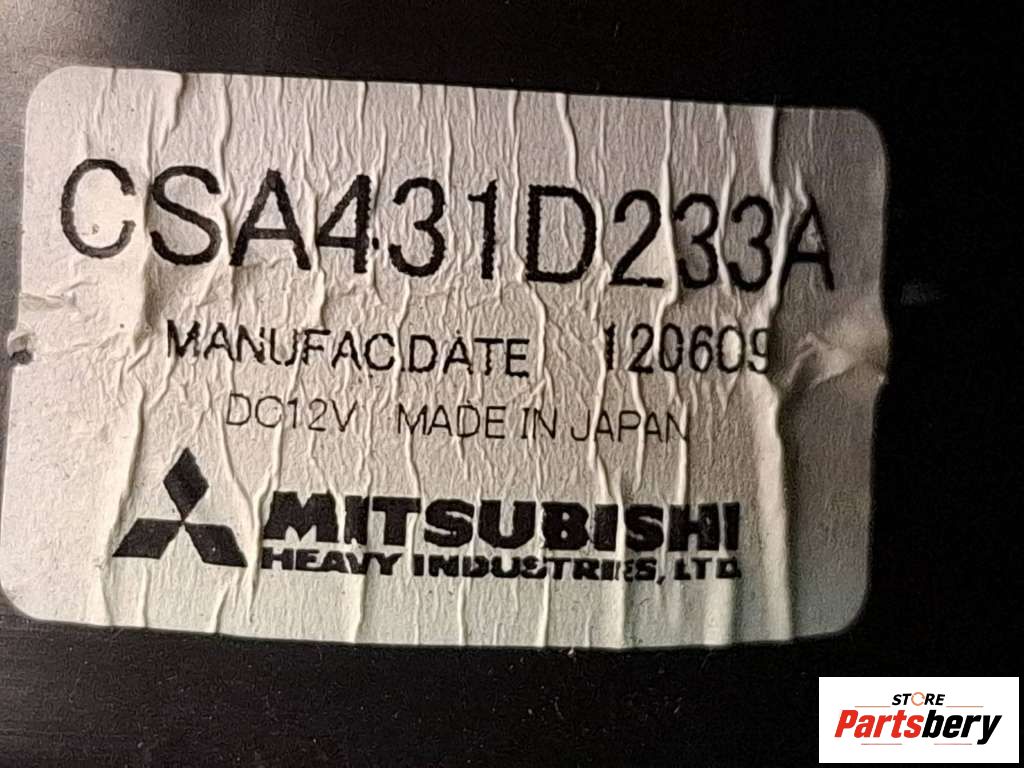 CSA431D233A
MANUFAC.DATE 120609
DC12V MADE IN JAPAN
MITSUBISHI
HEAVY INDUSTRIES, LTD.
STORE
Partsbery